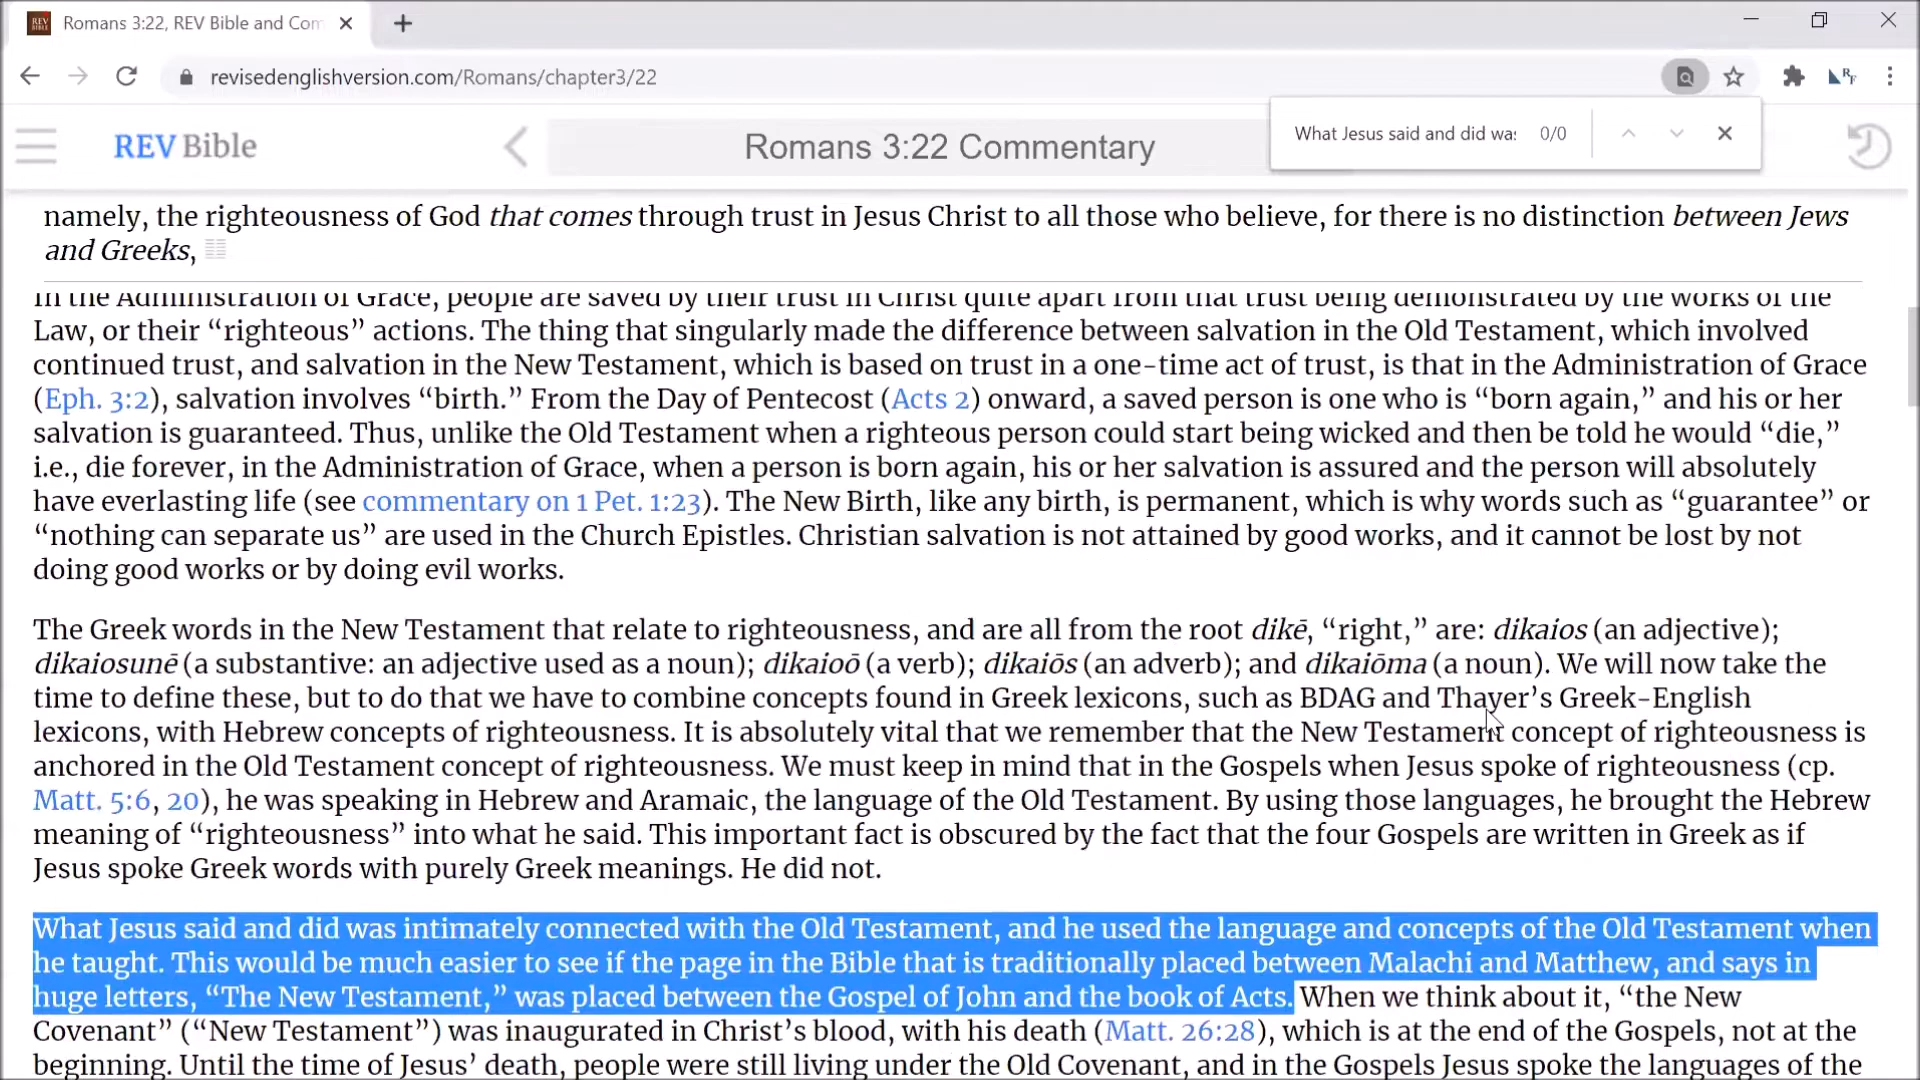 Romans 3:22, REV Bible and Com
revisedenglishversion.com/Romans/chapter3/22
What Jesus said and did was 0/0
REV Bible
Romans 3:22 Commentary
namely, the righteousness of God that comes through trust in Jesus Christ to all those who believe, for there is no distinction between Jews
and Greeks,
In the Administration of Grace, people are saved by their trust in Christ quite apart from that trust being demonstrated by the works of the
Law, or their “righteous” actions. The thing that singularly made the difference between salvation in the Old Testament, which involved
continued trust, and salvation in the New Testament, which is based on trust in a one-time act of trust, is that in the Administration of Grace
(Eph. 3:2), salvation involves “birth.” From the Day of Pentecost (Acts 2) onward, a saved person is one who is “born again,” and his or her
salvation is guaranteed. Thus, unlike the Old Testament when a righteous person could start being wicked and then be told he would “die,”
i.e., die forever, in the Administration of Grace, when a person is born again, his or her salvation is assured and the person will absolutely
have everlasting life (see commentary on 1 Pet. 1:23). The New Birth, like any birth, is permanent, which is why words such as “guarantee” or
“nothing can separate us” are used in the Church Epistles. Christian salvation is not attained by good works, and it cannot be lost by not
doing good works or by doing evil works.
The Greek words in the New Testament that relate to righteousness, and are all from the root dikē, “right,” are: dikaios (an adjective);
dikaiosunē (a substantive: an adjective used as a noun); dikaioō (a verb); dikaiōs (an adverb); and dikaiōma (a noun). We will now take the
time to define these, but to do that we have to combine concepts found in Greek lexicons, such as BDAG and Thayer’s Greek-English
lexicons, with Hebrew concepts of righteousness. It is absolutely vital that we remember that the New Testament concept of righteousness is
anchored in the Old Testament concept of righteousness. We must keep in mind that in the Gospels when Jesus spoke of righteousness (cp.
Matt. 5:6, 20), he was speaking in Hebrew and Aramaic, the language of the Old Testament. By using those languages, he brought the Hebrew
meaning of “righteousness” into what he said. This important fact is obscured by the fact that the four Gospels are written in Greek as if
Jesus spoke Greek words with purely Greek meanings. He did not.
What Jesus said and did was intimately connected with the Old Testament, and he used the language and concepts of the Old Testament when
he taught. This would be much easier to see if the page in the Bible that is traditionally placed between Malachi and Matthew, and says in
huge letters, “The New Testament,” was placed between the Gospel of John and the book of Acts. When we think about it, “the New
Covenant” (“New Testament”) was inaugurated in Christ’s blood, with his death (Matt. 26:28), which is at the end of the Gospels, not at the
beginning. Until the time of Jesus’ death, people were still living under the Old Covenant, and in the Gospels Jesus spoke the languages of the